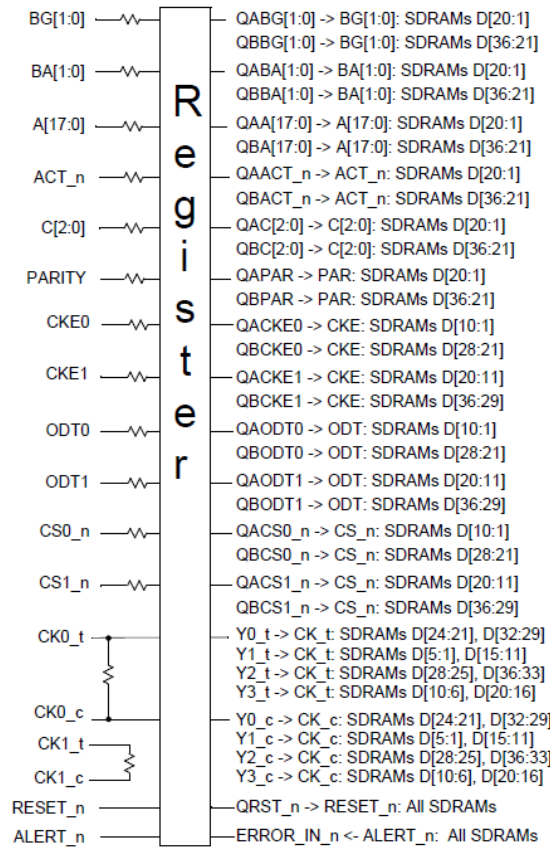 BG[1:0]
QABG[1:0] -> BG[1:0]: SDRAMs D[20:1]
QBBG[1:0] -> BG[1:0]: SDRAMs D[36:21]
BA[1:0]
QABA[1:0] -> BA[1:0]: SDRAMs D[20:1]
QBBA[1:0] -> BA[1:0]: SDRAMs D[36:21]
A[17:0]
QAA[17:0] -> A[17:0]: SDRAMs D[20:1]
QBA[17:0] -> A[17:0]: SDRAMs D[36:21]
ACT_n
QAACT_n -> ACT_n: SDRAMs D[20:1]
QBACT_n -> ACT_n: SDRAMs D[36:21]
C[2:0]
QAC[2:0] -> C[2:0]: SDRAMs D[20:1]
QBC[2:0] -> C[2:0]: SDRAMs D[36:21]
PARITY
QAPAR -> PAR: SDRAMs D[20:1]
QBPAR -> PAR: SDRAMs D[36:21]
CKE0
QACKE0 -> CKE: SDRAMs D[10:1]
QBCKE0 -> CKE: SDRAMs D[28:21]
CKE1
QACKE1 -> CKE: SDRAMs D[20:11]
QBCKE1 -> CKE: SDRAMs D[36:29]
ODT0
QAODT0 -> ODT: SDRAMs D[10:1]
QBODT0 -> ODT: SDRAMs D[28:21]
ODT1
QAODT1 -> ODT: SDRAMs D[20:11]
QBODT1 -> ODT: SDRAMs D[36:29]
CS0_n
QACS0_n -> CS_n: SDRAMs D[10:1]
QBCS0_n -> CS_n: SDRAMs D[28:21]
CS1_n
QACS1_n -> CS_n: SDRAMs D[20:11]
QBCS1_n -> CS_n: SDRAMs D[36:29]
CK0_t
Y0_t -> CK_t: SDRAMs D[24:21], D[32:29]
Y1_t -> CK_t: SDRAMs D[5:1], D[15:11]
Y2_t -> CK_t: SDRAMs D[28:25], D[36:33]
Y3_t -> CK_t: SDRAMs D[10:6], D[20:16]
CK0_c
CK1_t
CK1_c
Y0_c -> CK_c: SDRAMs D[24:21], D[32:29]
Y1_c -> CK_c: SDRAMs D[5:1], D[15:11]
Y2_c -> CK_c: SDRAMs D[28:25], D[36:33]
Y3_c -> CK_c: SDRAMs D[10:6], D[20:16]
RESET_n
QRST_n -> RESET_n: All SDRAMs
ALERT_n
ERROR_IN_n <- ALERT_n: All SDRAMs
Register